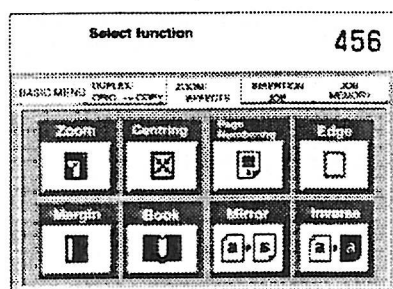 Select function
456
BASIC MENU DUPLEX/ ZOOM/ INSERTION JOB
ORIG.→COPY EFFECTS JOB MEMORY
Zoom Centring Page Numbering Edge
Margin Book Mirror Inverse
a a a a